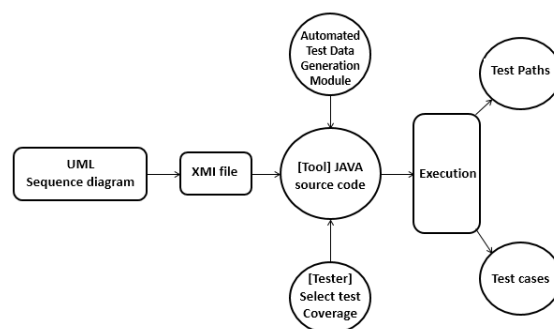 Automated
Test Data
Generation
Module
Test Paths
UML
Sequence diagram
XMI file
[Tool] JAVA
source code
Execution
[Tester]
Select test
Coverage
Test cases